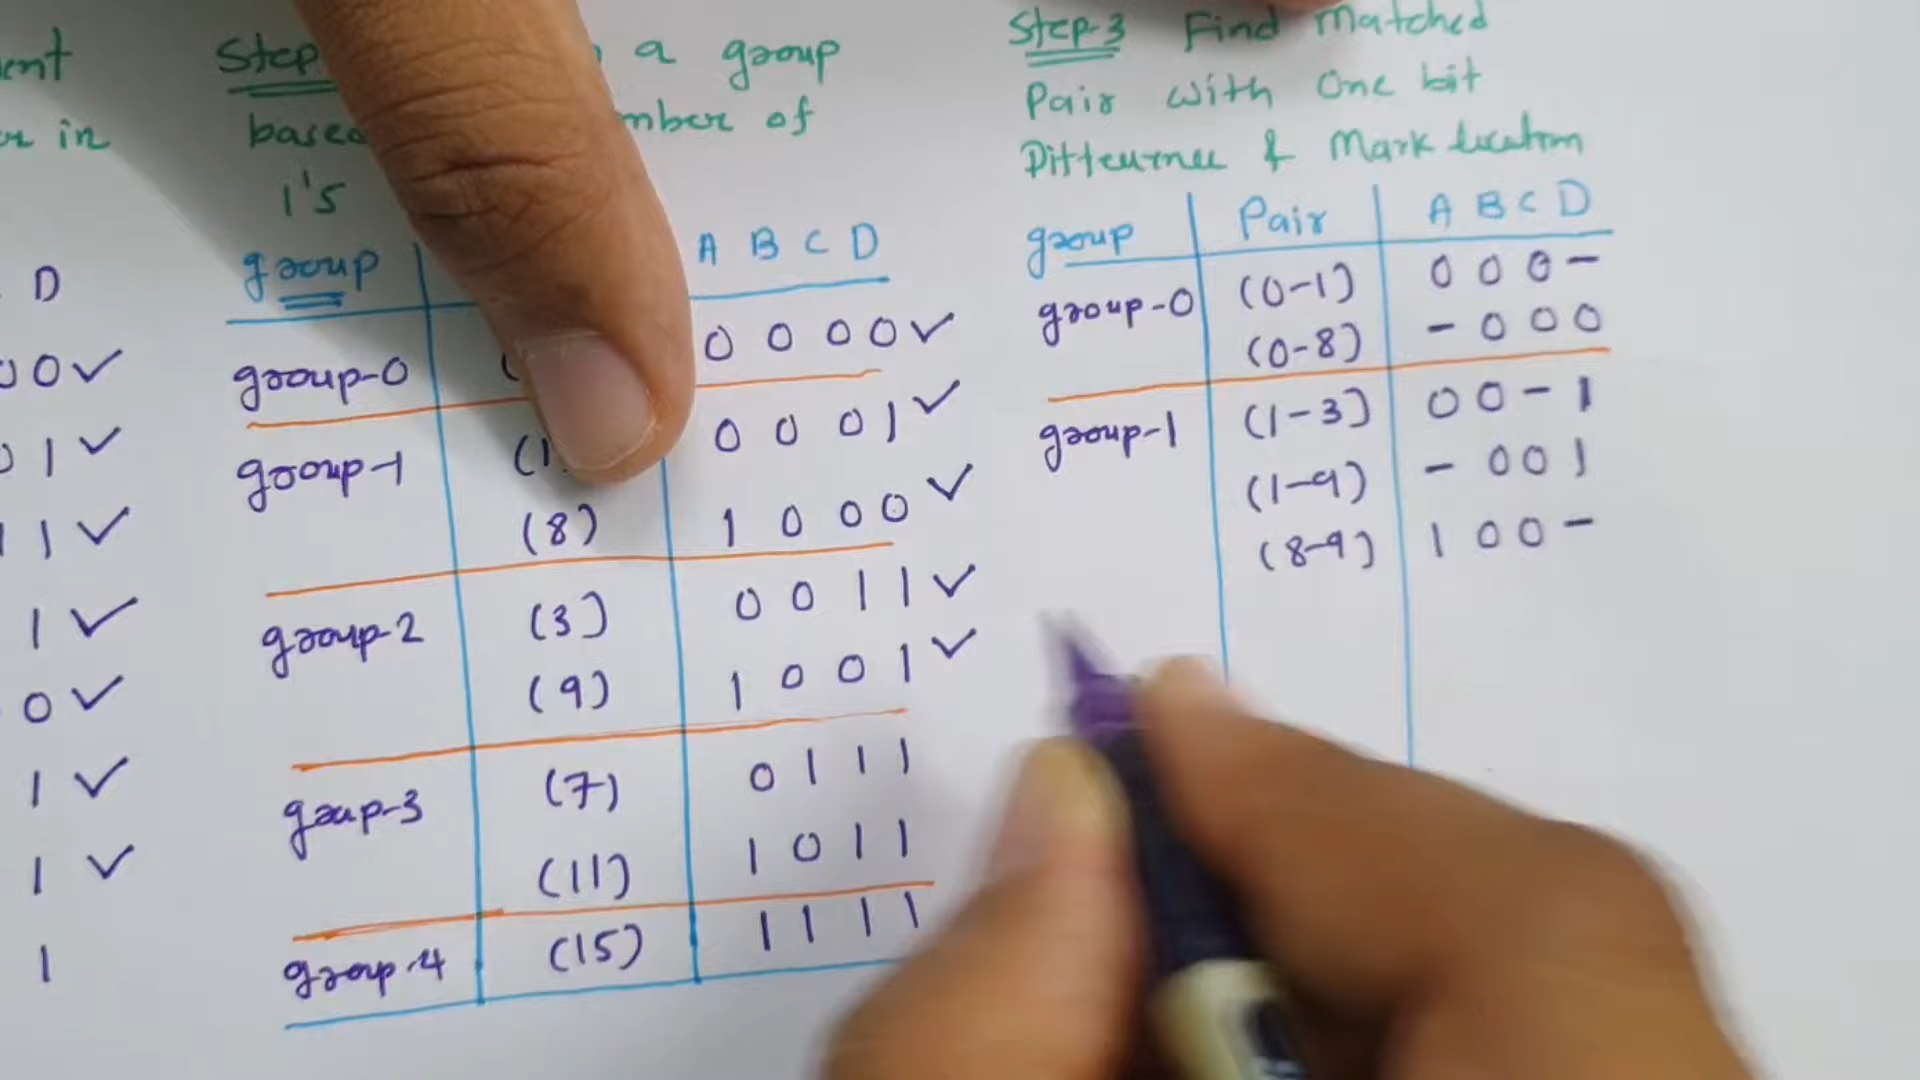 D
0 ✓
0 1 ✓
1 1 ✓
1 ✓
0 ✓
1 ✓
1 ✓
1
Step a group
of
1's
group A B C D
group-0 0 0 0 0 ✓
group-1 0 0 0 1 ✓
(8) 1 0 0 0 ✓
group-2 (3) 0 0 1 1 ✓
(9) 1 0 0 1 ✓
group-3 (7) 0 1 1 1
(11) 1 0 1 1
group-4 (15) 1 1 1 1
Step-3 Find Matched
Pair with one bit
Difference & Mark location
group Pair A B C D
group-0 (0-1) 0 0 0 -
(0-8) - 0 0 0
group-1 (1-3) 0 0 - 1
(1-9) - 0 0 1
(8-9) 1 0 0 -